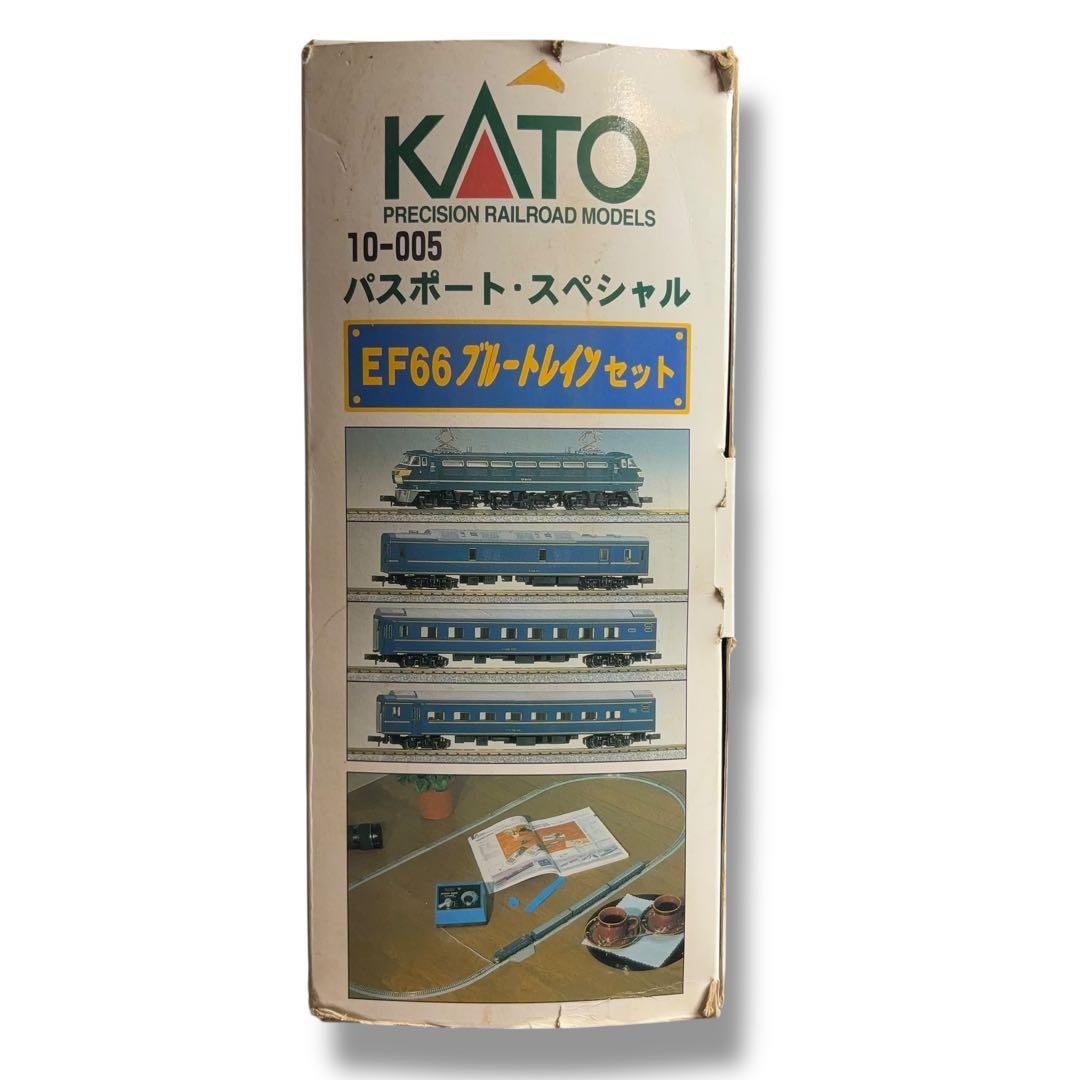 KATO
PRECISION RAILROAD MODELS
10-005
パスポート・スペシャル
EF66ブルートレインセット